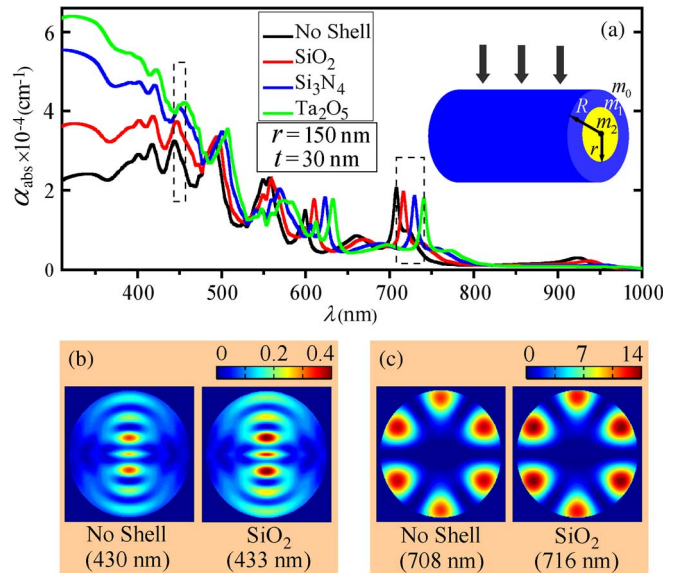 6
4
2
0
α_abs ×10⁻⁴(cm⁻¹)
No Shell
SiO₂
Si₃N₄
Ta₂O₅
r = 150 nm
t = 30 nm
(a)
m₀
m₁
m₂
R
r
400 500 600 700 800 900 1000
λ(nm)
(b)
0 0.2 0.4
No Shell
(430 nm)
SiO₂
(433 nm)
(c)
0 7 14
No Shell
(708 nm)
SiO₂
(716 nm)